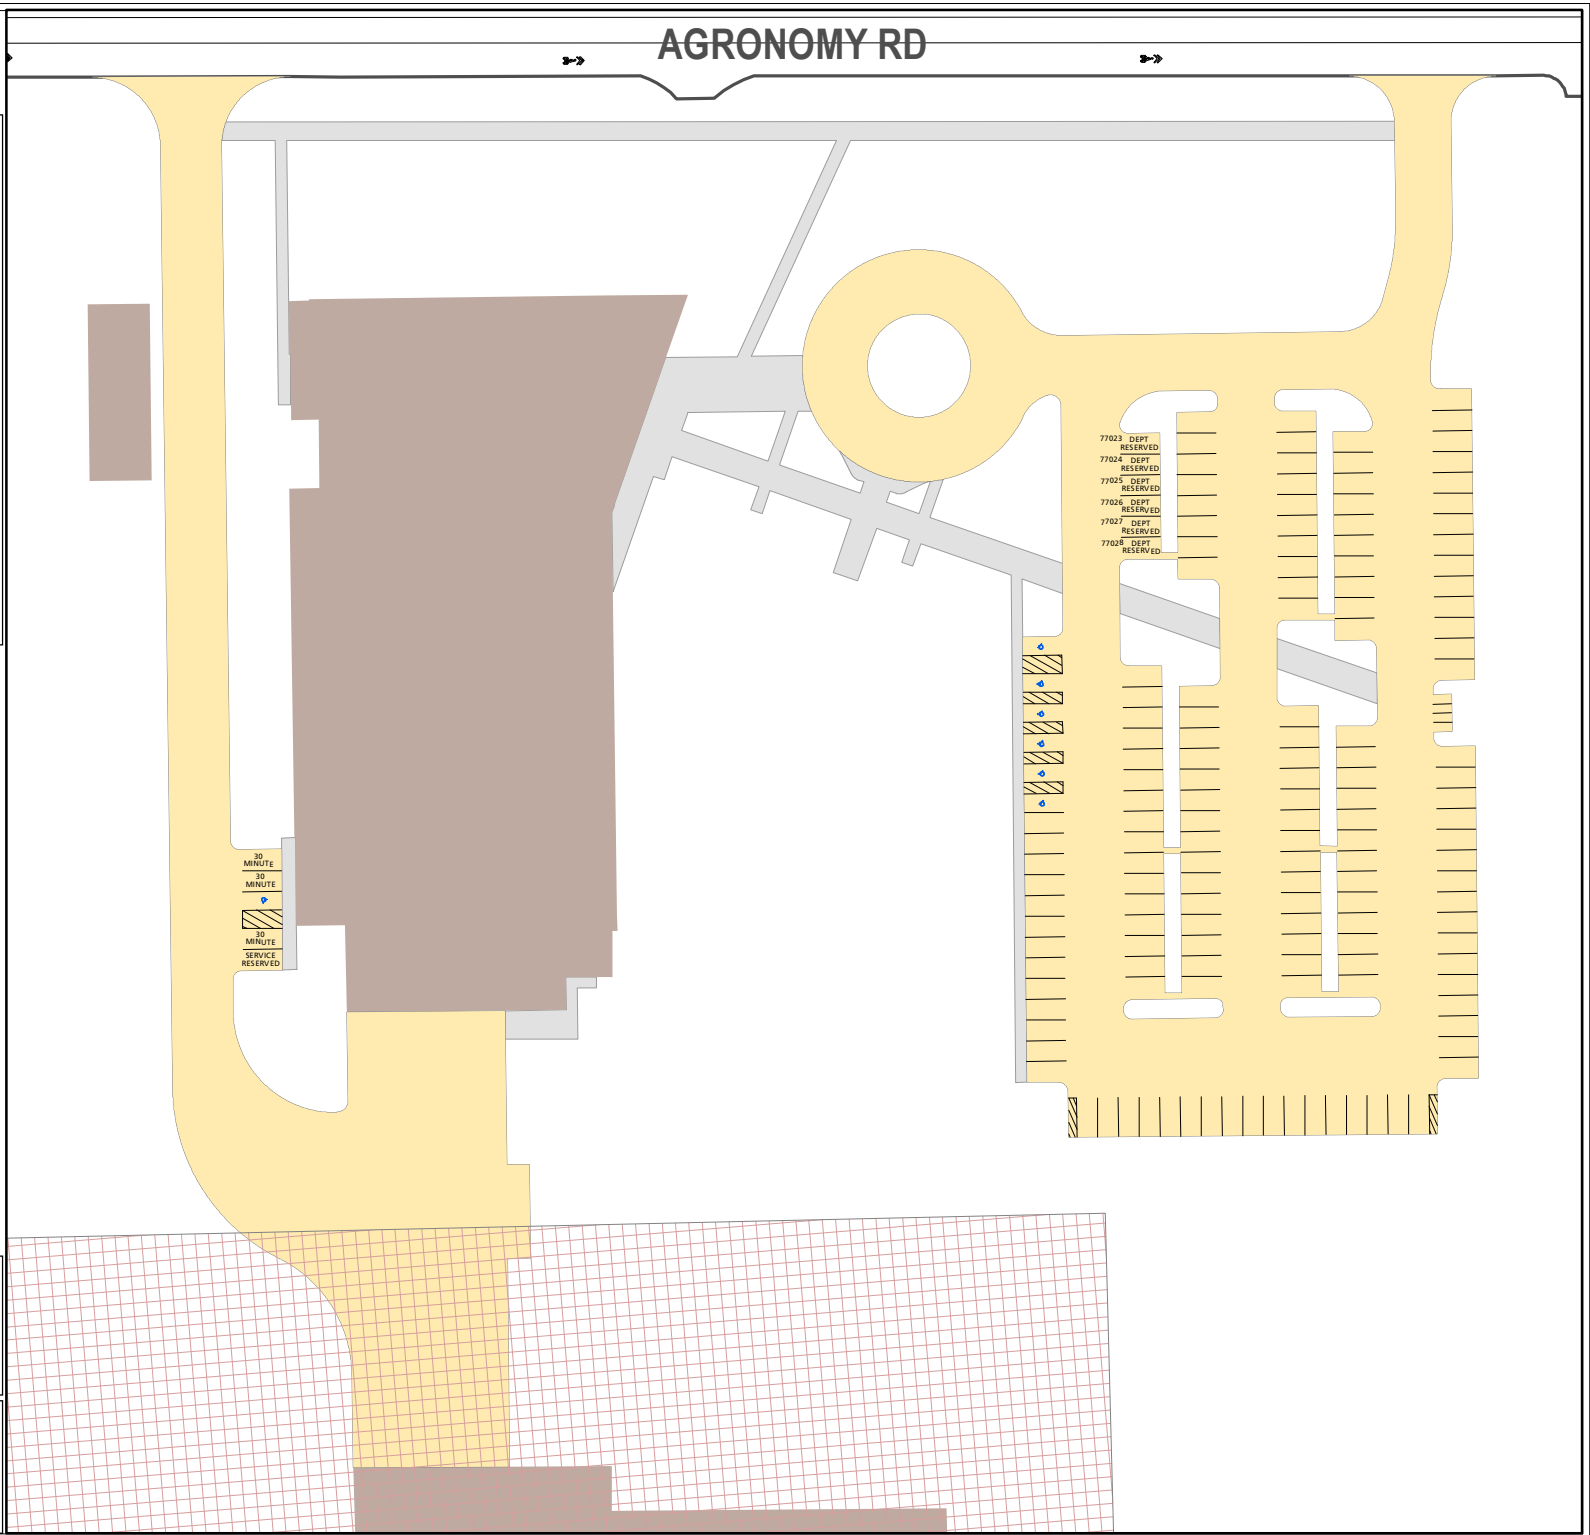 AGRONOMY RD
77023 DEPT
RESERVED
77024 DEPT
RESERVED
77025 DEPT
RESERVED
77026 DEPT
RESERVED
77027 DEPT
RESERVED
77028 DEPT
RESERVED
30
MINUTE
30
MINUTE
30
MINUTE
SERVICE
RESERVED